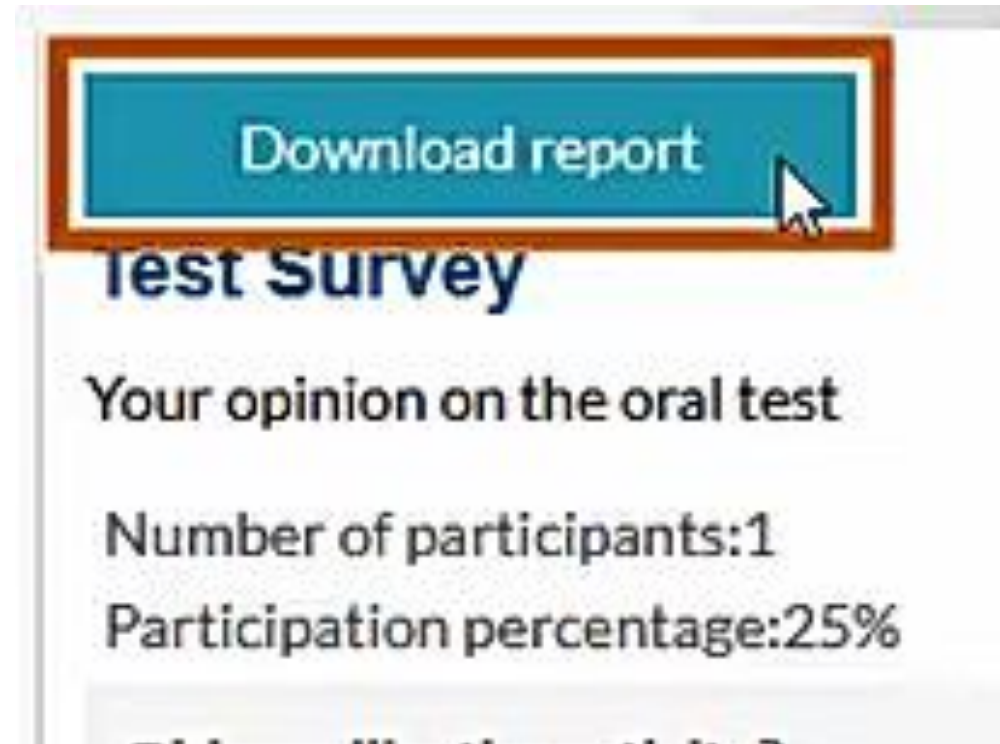 Download report
Test Survey
Your opinion on the oral test
Number of participants:1
Participation percentage:25%